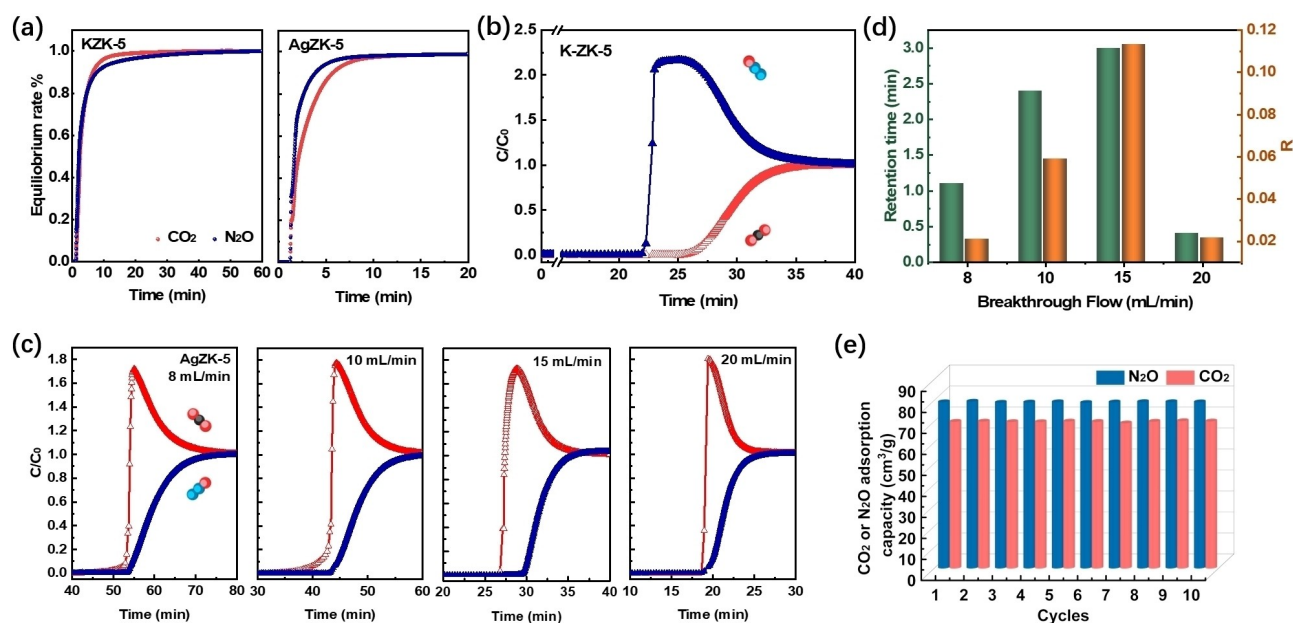 (a)
KZK-5
AgZK-5
Equiliobrium rate %
1.0
0.8
0.6
0.4
0.2
0.0
CO₂ N₂O
0 10 20 30 40 50 60
0 5 10 15 20
Time (min)
Time (min)
(b)
K-ZK-5
C/C₀
2.5
2.0
1.5
1.0
0.5
0.0
0 20 25 30 35 40
Time (min)
(d)
Retention time (min)
3.0
2.5
2.0
1.5
1.0
0.5
0.0
R
0.12
0.10
0.08
0.06
0.04
0.02
8 10 15 20
Breakthrough Flow (mL/min)
(c)
AgZK-5
8 mL/min
10 mL/min
15 mL/min
20 mL/min
C/C₀
1.8
1.6
1.4
1.2
1.0
0.8
0.6
0.4
0.2
0.0
40 50 60 70 80
30 40 50 60
20 25 30 35 40
10 15 20 25 30
Time (min)
Time (min)
Time (min)
Time (min)
(e)
N₂O CO₂
CO₂ or N₂O adsorption
capacity (cm³/g)
90
80
70
60
50
40
30
20
10
0
1 2 3 4 5 6 7 8 9 10
Cycles